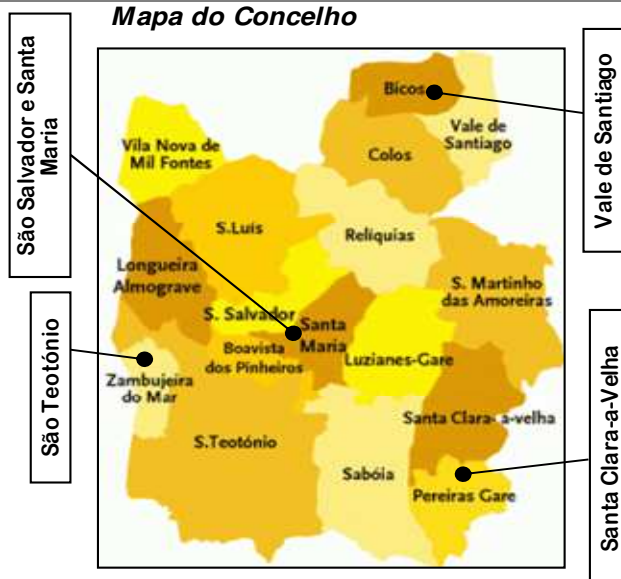 Mapa do Concelho
São Salvador e Santa
Maria
São Teotónio
Vale de Santiago
Santa Clara-a-Velha
Bicos
Vale de
Santiago
Colos
Vila Nova de
Mil Fontes
S.Luís
Relíquias
Longueira
Almograve
S. Martinho
das Amoreiras
S. Salvador
Santa
Maria
Boavista
dos Pinheiros
Luzianes-Gare
Zambujeira
do Mar
Santa Clara- a-velha
S.Teotónio
Sabóia
Pereiras Gare